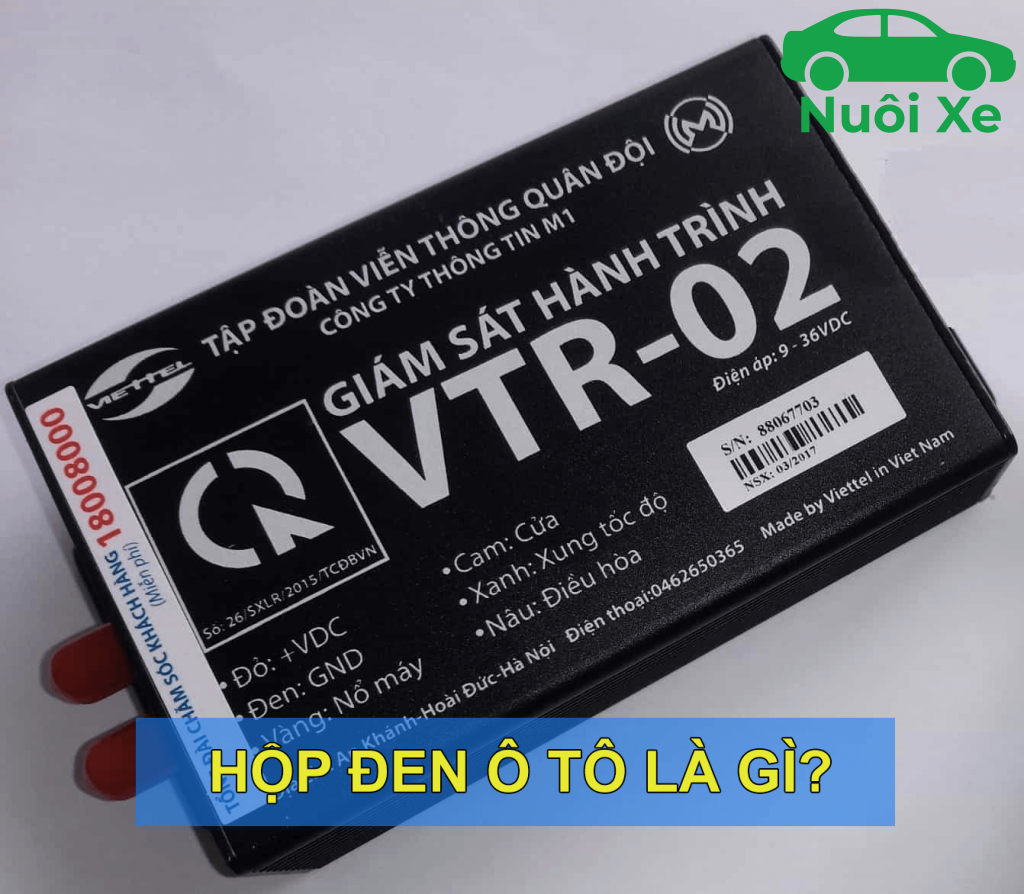 Nuôi Xe
TẬP ĐOÀN VIỄN THÔNG QUÂN ĐỘI
CÔNG TY THÔNG TIN M1
M
VIETTEL
GIÁM SÁT HÀNH TRÌNH
VTR-02
Điện áp: 9 - 36VDC
S/N: 88067703
NSX: 03/2017
Made by Viettel in Viet Nam
Số: 26/SXLR/2015/TCĐBVN
• Đỏ: +VDC
• Đen: GND
• Vàng: Nổ máy
• Cam: Cửa
• Xanh: Xung tốc độ
• Nâu: Điều hòa
An Khánh-Hoài Đức-Hà Nội Điện thoại:0462650365
TỔNG ĐÀI CHĂM SÓC KHÁCH HÀNG 18008000
(Miễn phí)
HỘP ĐEN Ô TÔ LÀ GÌ?